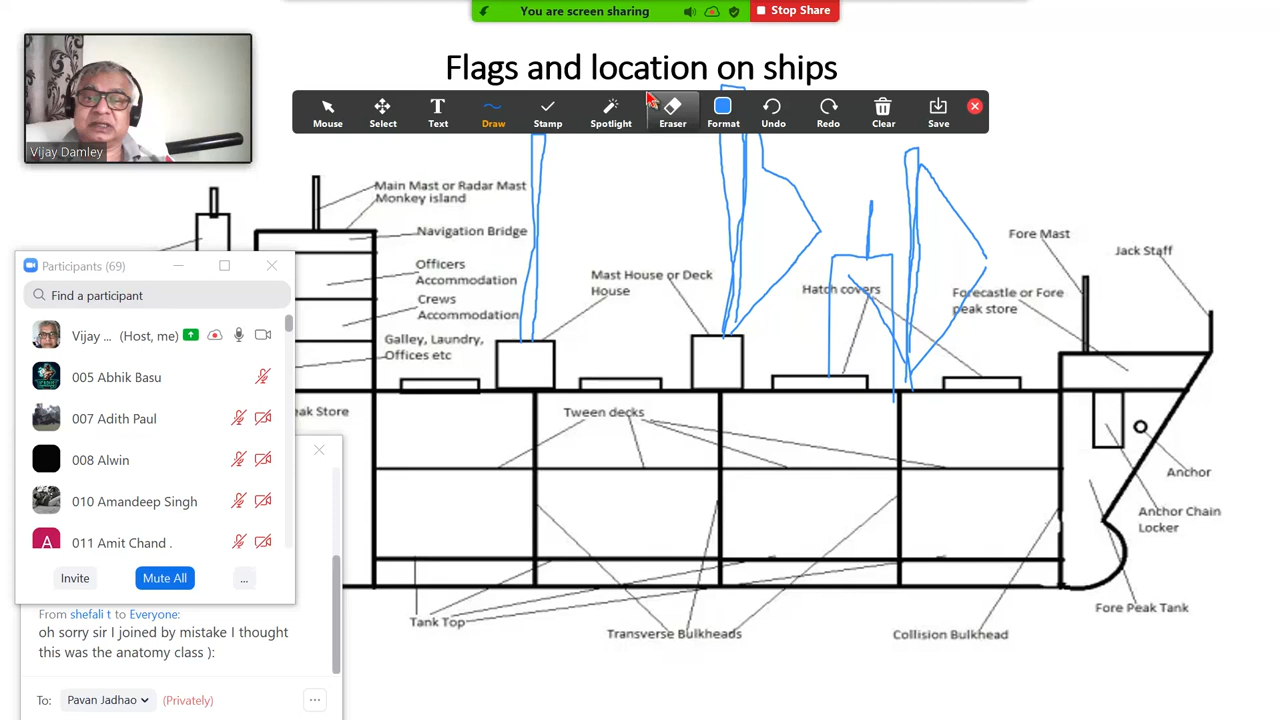 You are screen sharing
Stop Share
Flags and location on ships
Mouse
Select
Text
Draw
Stamp
Spotlight
Eraser
Format
Undo
Redo
Clear
Save
Vijay Damley
Main Mast or Radar Mast
Monkey island
Navigation Bridge
Officers
Accommodation
Crews
Accommodation
Galley, Laundry,
Offices etc
Mast House or Deck
House
Hatch covers
Forecastle or Fore
peak store
Fore Mast
Jack Staff
Participants (69)
Find a participant
Vijay ... (Host, me)
005 Abhik Basu
007 Adith Paul
008 Alwin
010 Amandeep Singh
A
011 Amit Chand .
Invite
Mute All
...
eak Store
Tween decks
Anchor
Anchor Chain
Locker
Fore Peak Tank
Tank Top
Transverse Bulkheads
Collision Bulkhead
From shefali t to Everyone:
oh sorry sir I joined by mistake I thought
this was the anatomy class ):
To: Pavan Jadhao (Privately)
...